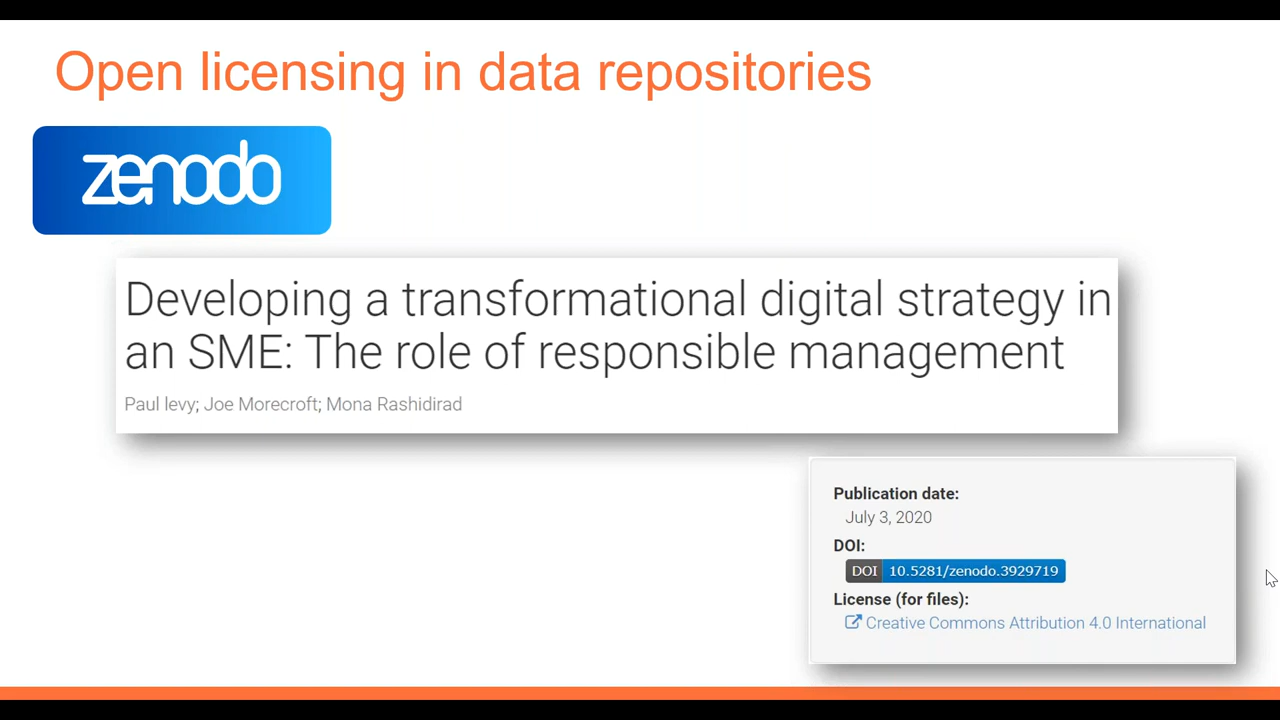 Open licensing in data repositories
zenodo
Developing a transformational digital strategy in
an SME: The role of responsible management
Paul levy; Joe Morecroft; Mona Rashidirad
Publication date:
July 3, 2020
DOI:
DOI 10.5281/zenodo.3929719
License (for files):
Creative Commons Attribution 4.0 International